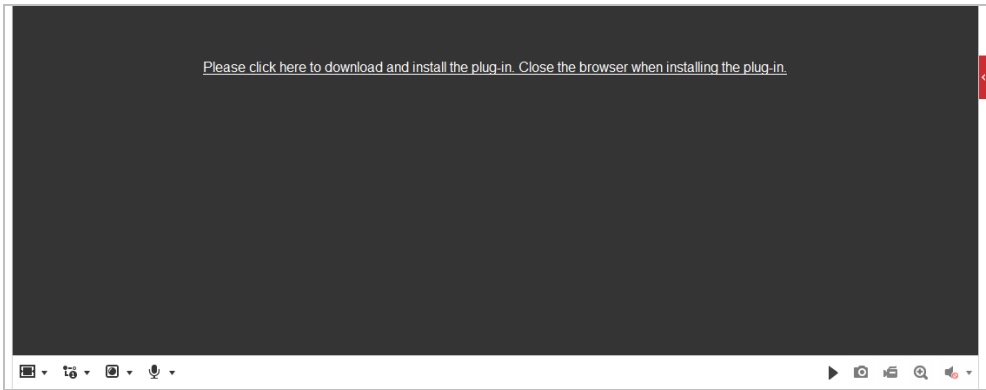 Please click here to download and install the plug-in. Close the browser when installing the plug-in.